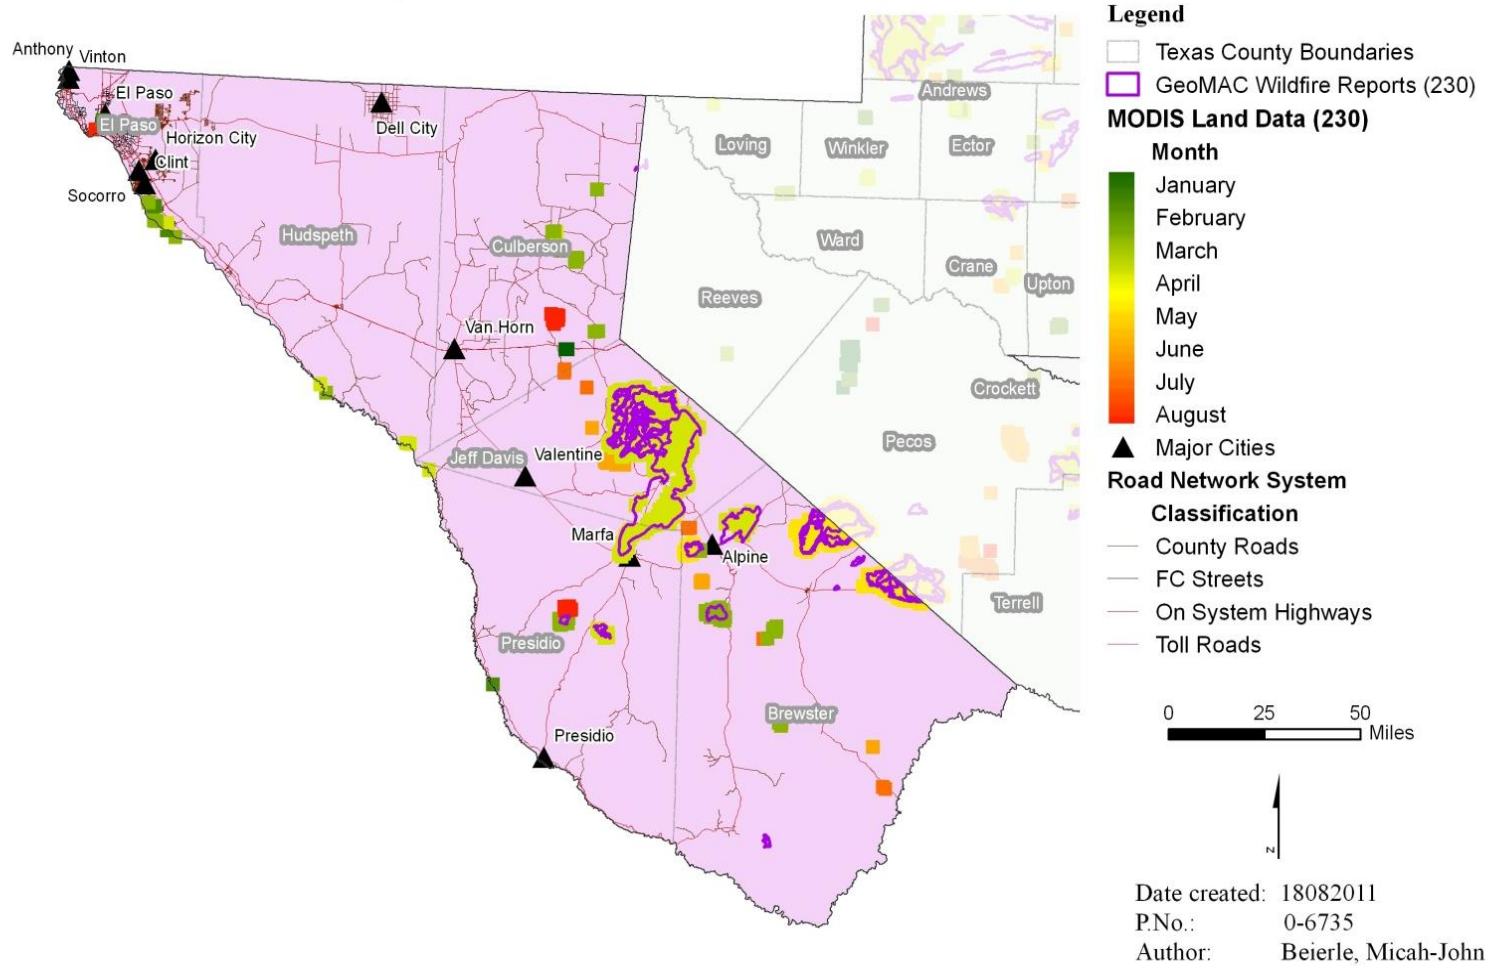 Anthony
Vinton
El Paso
El Paso
Horizon City
Clint
Socorro
Dell City
Hudspeth
Culberson
Van Horn
Jeff Davis
Valentine
Marfa
Alpine
Presidio
Presidio
Brewster
Andrews
Loving
Winkler
Ector
Ward
Crane
Upton
Reeves
Crockett
Pecos
Terrell
Legend
Texas County Boundaries
GeoMAC Wildfire Reports (230)
MODIS Land Data (230)
Month
January
February
March
April
May
June
July
August
Major Cities
Road Network System
Classification
County Roads
FC Streets
On System Highways
Toll Roads
0 25 50
Miles
z
Date created: 18082011
P.No.: 0-6735
Author: Beierle, Micah-John